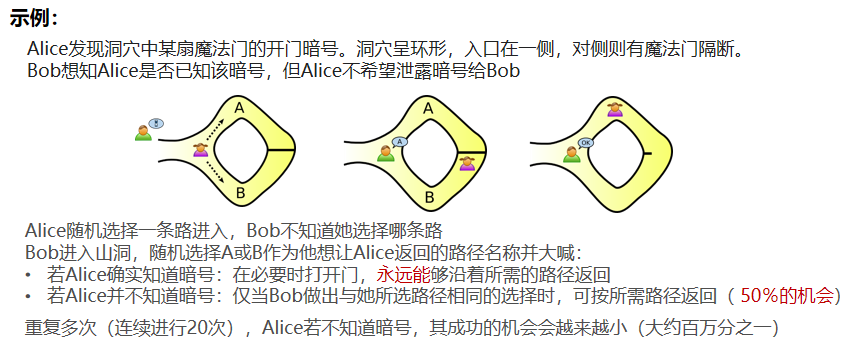 示例：
Alice发现洞穴中某扇魔法门的开门暗号。洞穴呈环形，入口在一侧，对侧则有魔法门隔断。
Bob想知Alice是否已知该暗号，但Alice不希望泄露暗号给Bob
A
B
A
A
B
OK
Alice随机选择一条路进入，Bob不知道她选择哪条路
Bob进入山洞，随机选择A或B作为他想让Alice返回的路径名称并大喊：
• 若Alice确实知道暗号：在必要时打开门，永远能够沿着所需的路径返回
• 若Alice并不知道暗号：仅当Bob做出与她所选路径相同的选择时，可按所需路径返回（ 50%的机会）
重复多次（连续进行20次），Alice若不知道暗号，其成功的机会会越来越小（大约百万分之一）